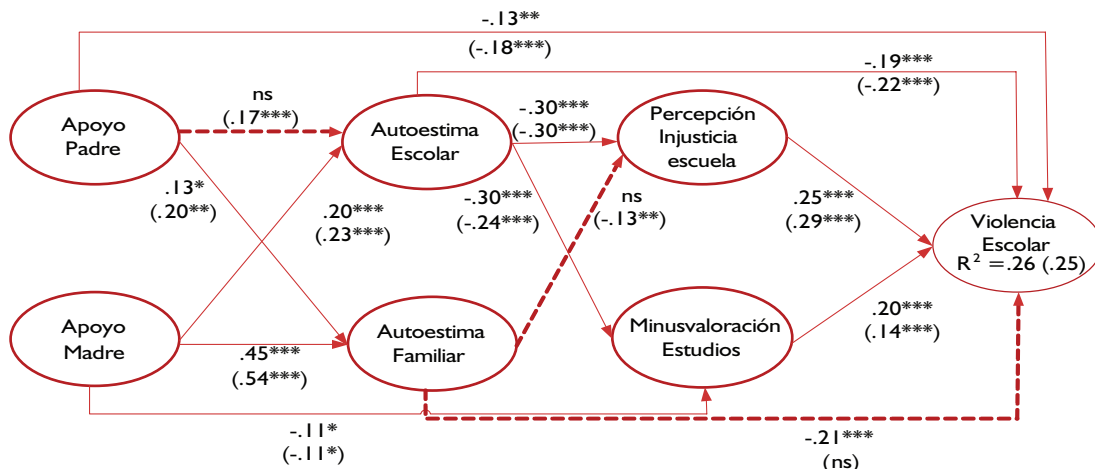 -.13**
(-.18***)
-.19***
(-.22***)
ns
(.17***)
-.30***
(-.30***)
Apoyo
Padre
Autoestima
Escolar
Percepción
Injusticia
escuela
.13*
(.20**)
.20***
(.23***)
-.30***
(-.24***)
ns
(-.13**)
.25***
(.29***)
Violencia
Escolar
R² =.26 (.25)
Apoyo
Madre
.45***
(.54***)
Autoestima
Familiar
Minusvaloración
Estudios
.20***
(.14***)
-.11*
(-.11*)
-.21***
(ns)